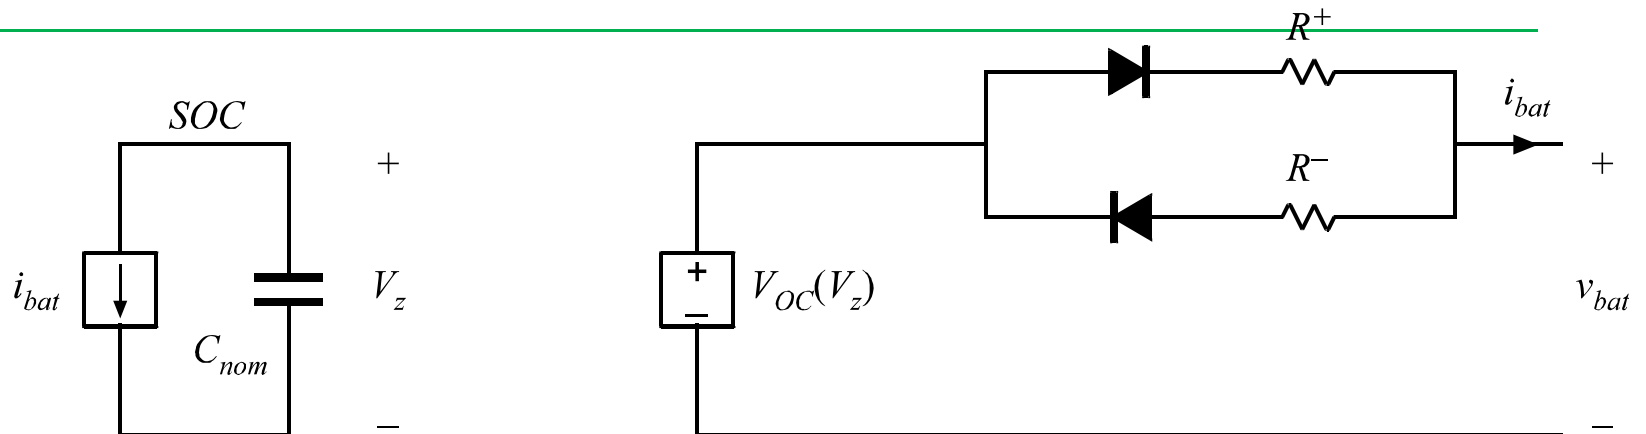 R⁺
i_bat
SOC
+
+
R⁻
i_bat
V_z
+
−
V_OC(V_z)
v_bat
C_nom
−
−